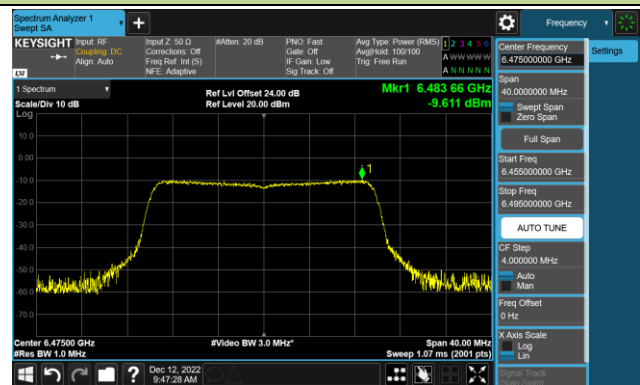 Spectrum Analyzer 1
Swept SA
+
Frequency
KEYSIGHT
Input: RF
Coupling: DC
Align: Auto
Input Z: 50 Ω
Corrections: Off
Freq Ref: Int (S)
NFE: Adaptive
#Atten: 20 dB
PNO: Fast
Gate: Off
IF Gain: Low
Sig Track: Off
Avg Type: Power (RMS)
Avg|Hold: 100/100
Trig: Free Run
1 2 3 4 5 6
A W W W W W
A N N N N N
LXI
1 Spectrum
Scale/Div 10 dB
Log
Ref Lvl Offset 24.00 dB
Ref Level 20.00 dBm
Mkr1 6.483 66 GHz
-9.611 dBm
1
10.0
0.00
-10.0
-20.0
-30.0
-40.0
-50.0
-60.0
-70.0
Center 6.47500 GHz
#Res BW 1.0 MHz
#Video BW 3.0 MHz*
Span 40.00 MHz
Sweep 1.07 ms (2001 pts)
Dec 12, 2022
9:47:28 AM
?
Center Frequency
6.475000000 GHz
Settings
Span
40.0000000 MHz
Swept Span
Zero Span
Full Span
Start Freq
6.455000000 GHz
Stop Freq
6.495000000 GHz
AUTO TUNE
CF Step
4.000000 MHz
Auto
Man
Freq Offset
0 Hz
X Axis Scale
Log
Lin
Signal Track
(Span Zoom)